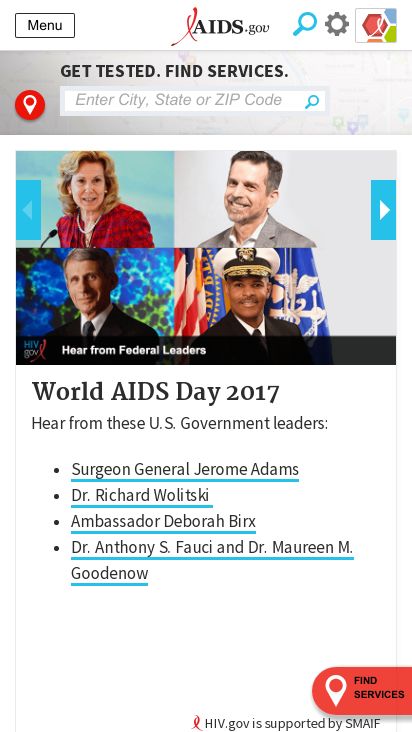 Menu
AIDS.gov
GET TESTED. FIND SERVICES.
Enter City, State or ZIP Code
HIV.gov
Hear from Federal Leaders
World AIDS Day 2017
Hear from these U.S. Government leaders:
Surgeon General Jerome Adams
Dr. Richard Wolitski
Ambassador Deborah Birx
Dr. Anthony S. Fauci and Dr. Maureen M.
Goodenow
FIND
SERVICES
HIV.gov is supported by SMAIF